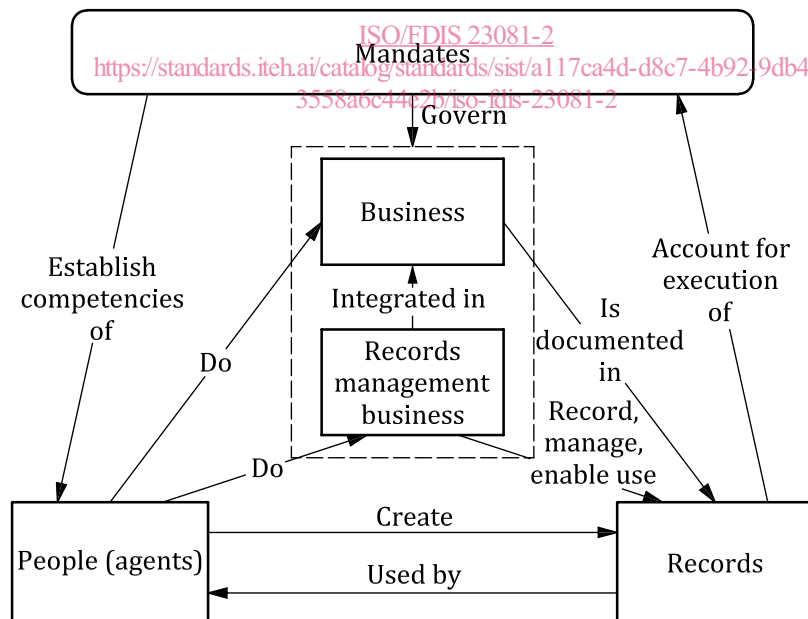 ISO/FDIS 23081-2
Mandates
https://standards.iteh.ai/catalog/standards/sist/a117ca4d-d8c7-4b92-9db4
3558a6c44e2b/iso-fdis-23081-2
Govern
Business
Establish
competencies
of
Account for
execution
of
Integrated in
Is
documented
in
Do
Records
management
business
Record,
manage,
enable use
Do
Create
People (agents)
Used by
Records